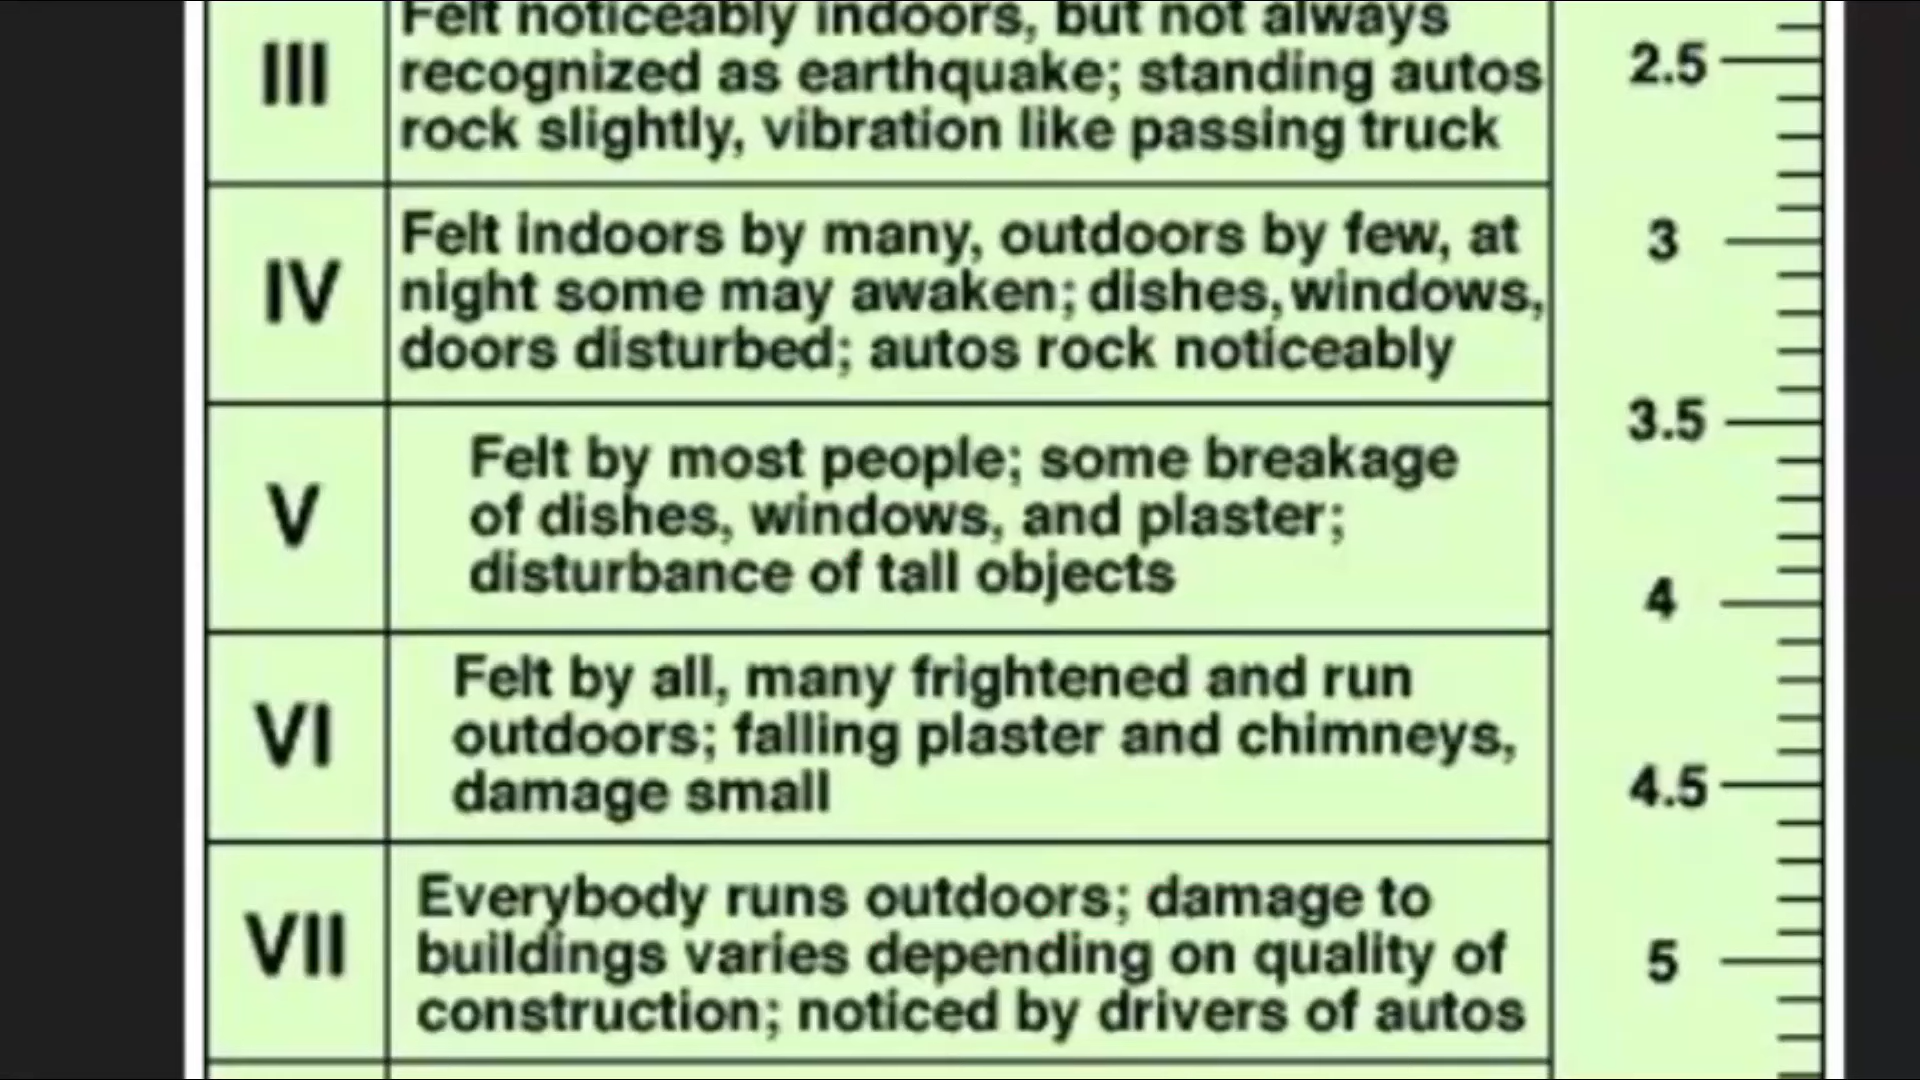 III
Felt noticeably indoors, but not always
recognized as earthquake; standing autos
rock slightly, vibration like passing truck
2.5
IV
Felt indoors by many, outdoors by few, at
night some may awaken; dishes, windows,
doors disturbed; autos rock noticeably
3
3.5
V
Felt by most people; some breakage
of dishes, windows, and plaster;
disturbance of tall objects
4
VI
Felt by all, many frightened and run
outdoors; falling plaster and chimneys,
damage small
4.5
VII
Everybody runs outdoors; damage to
buildings varies depending on quality of
construction; noticed by drivers of autos
5